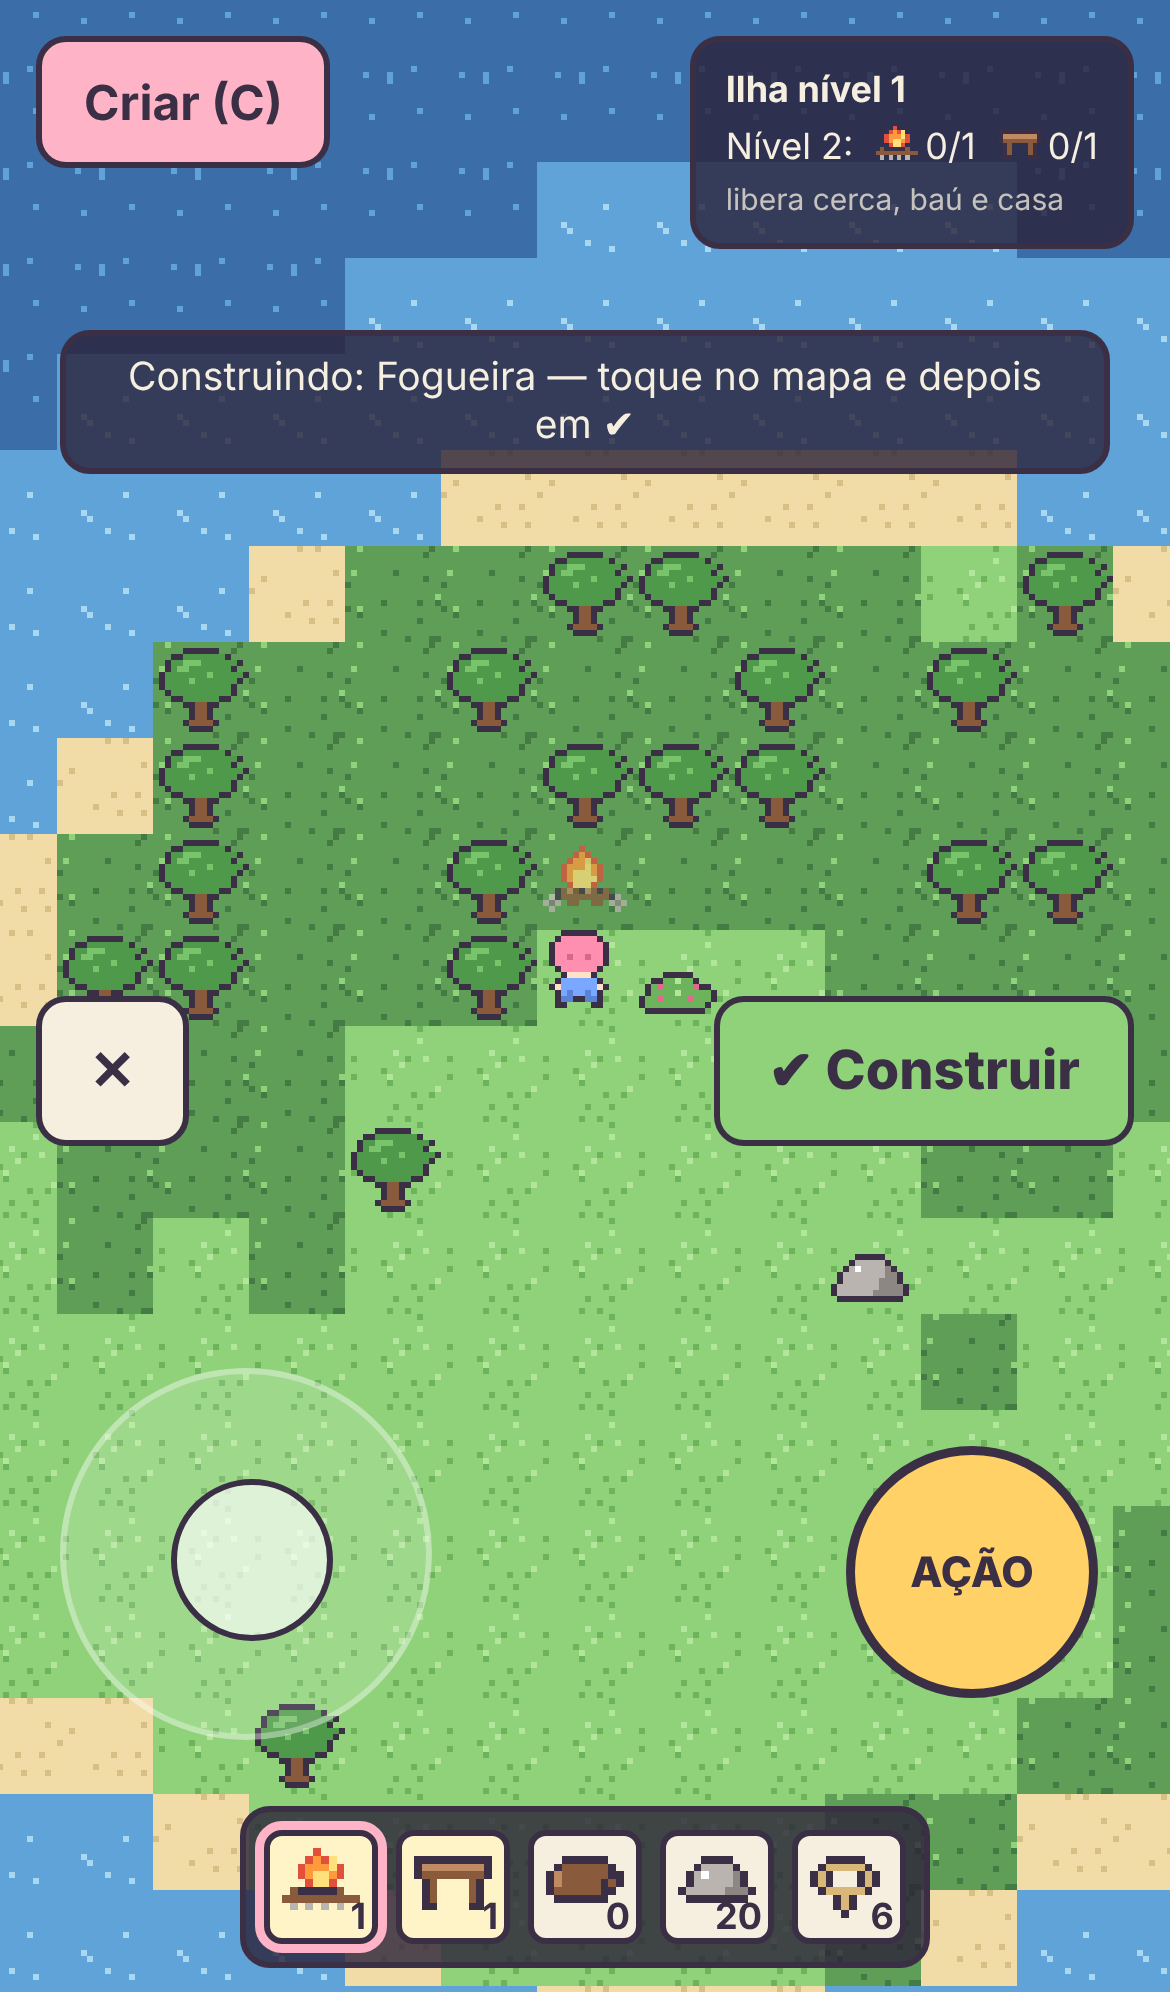 Criar (C)
Ilha nível 1
Nível 2: 0/1 0/1
libera cerca, baú e casa
Construindo: Fogueira — toque no mapa e depois
em ✔
✕
✔ Construir
AÇÃO
1 1 0 20 6